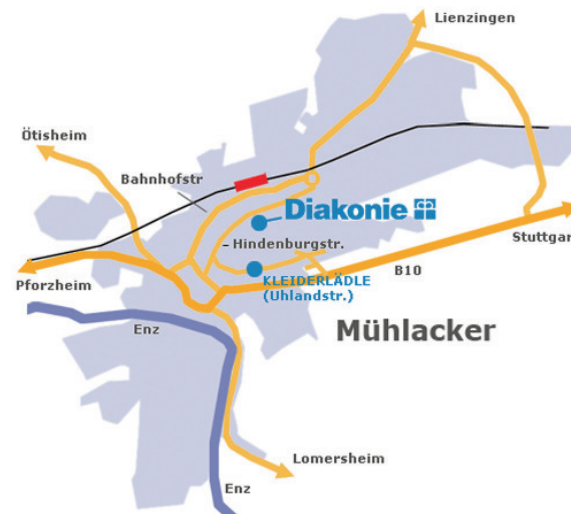 Lienzingen
Ötisheim
Bahnhofstr
Diakonie
Hindenburgstr.
Stuttgar
B10
Pforzheim
KLEIDERLÄDLE
(Uhlandstr.)
Enz
Mühlacker
Lomersheim
Enz